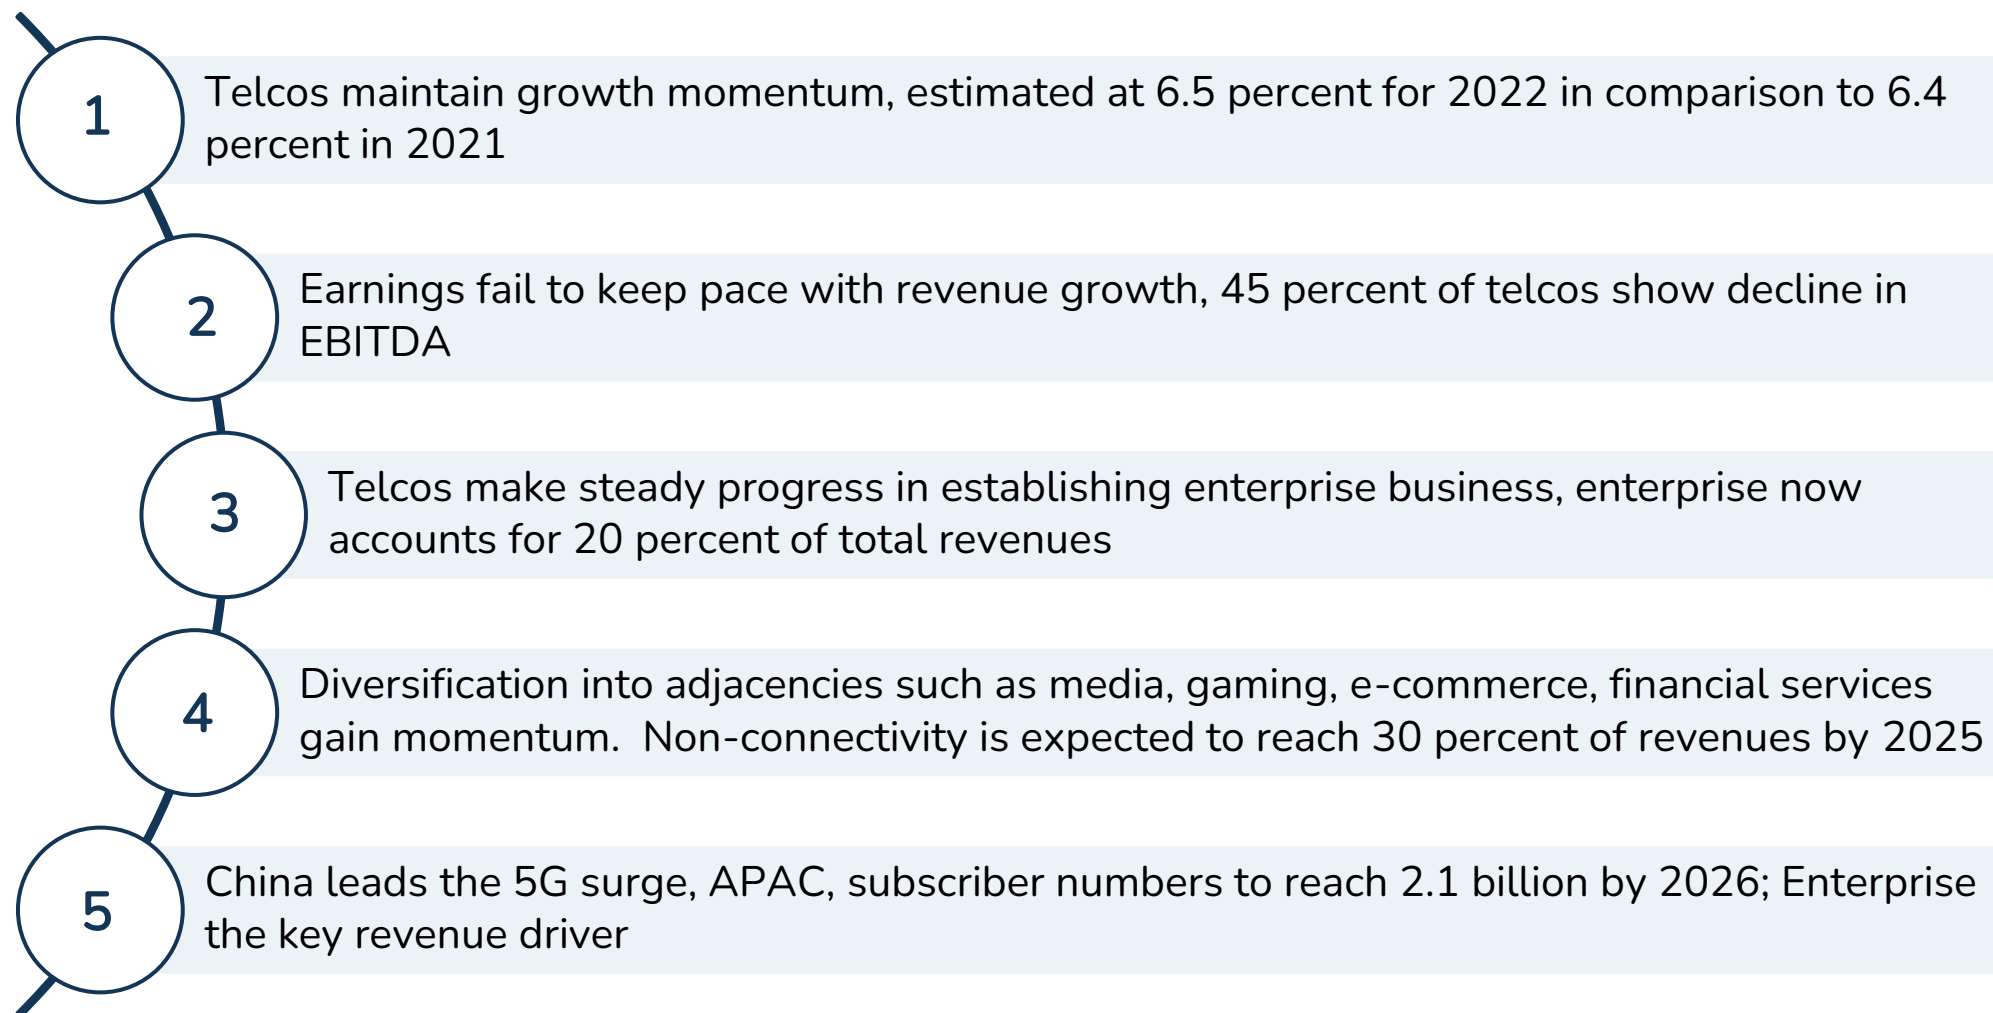 1
Telcos maintain growth momentum, estimated at 6.5 percent for 2022 in comparison to 6.4
percent in 2021
2
Earnings fail to keep pace with revenue growth, 45 percent of telcos show decline in
EBITDA
3
Telcos make steady progress in establishing enterprise business, enterprise now
accounts for 20 percent of total revenues
4
Diversification into adjacencies such as media, gaming, e-commerce, financial services
gain momentum.  Non-connectivity is expected to reach 30 percent of revenues by 2025
5
China leads the 5G surge, APAC, subscriber numbers to reach 2.1 billion by 2026; Enterprise
the key revenue driver